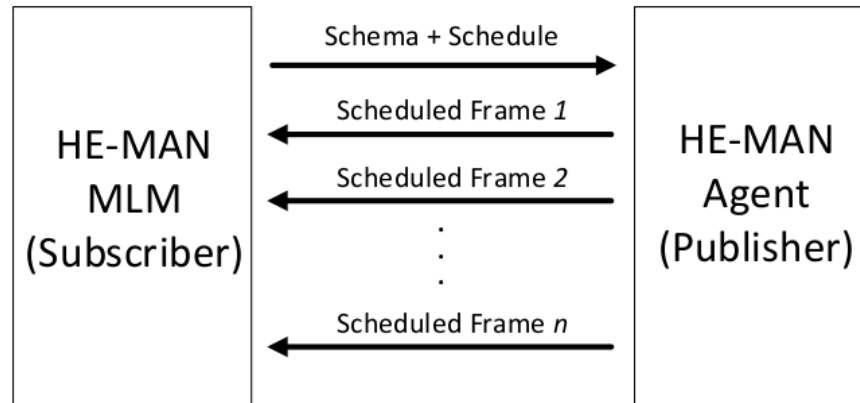 Schema + Schedule
Scheduled Frame 1
Scheduled Frame 2
.
.
.
Scheduled Frame n
HE-MAN
MLM
(Subscriber)
HE-MAN
Agent
(Publisher)